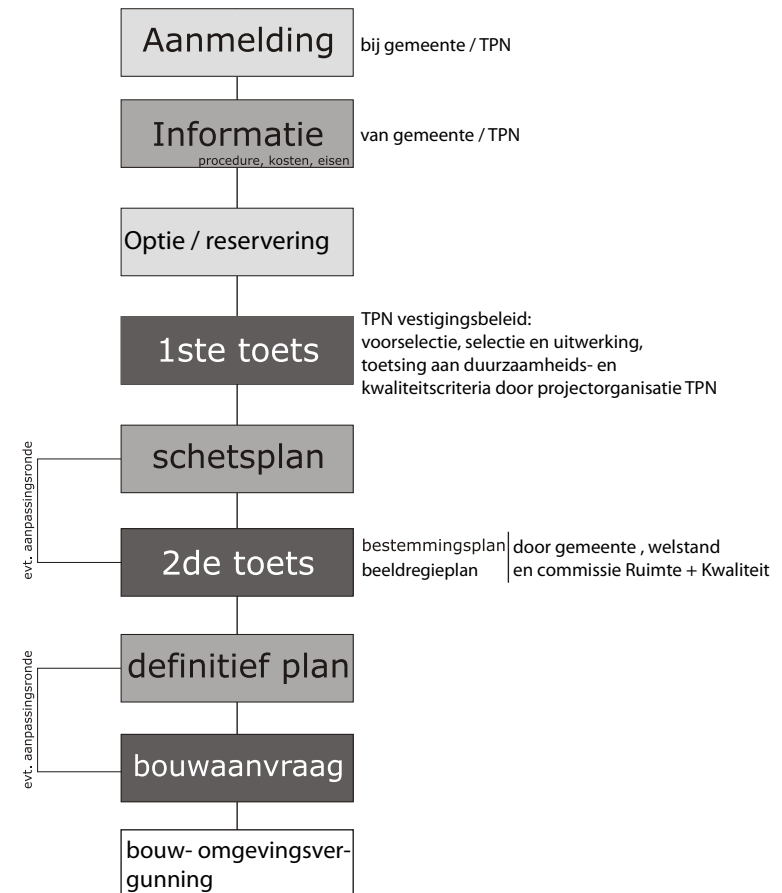 Aanmelding
bij gemeente / TPN
Informatie
procedure, kosten, eisen
van gemeente / TPN
Optie / reservering
1ste toets
TPN vestigingsbeleid:
voorselectie, selectie en uitwerking,
toetsing aan duurzaamheids- en
kwaliteitscriteria door projectorganisatie TPN
schetsplan
evt. aanpassingsronde
2de toets
bestemmingsplan
beeldregieplan
door gemeente , welstand
en commissie Ruimte + Kwaliteit
definitief plan
evt. aanpassingsronde
bouwaanvraag
bouw- omgevingsver-
gunning